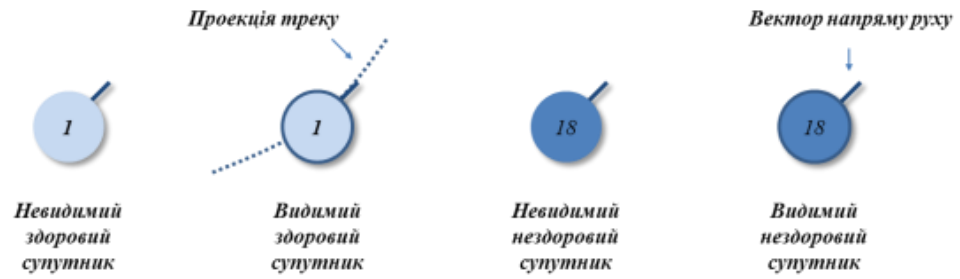 Проекція треку
Вектор напряму руху
1
1
18
18
Невидимий
здоровий
супутник
Видимий
здоровий
супутник
Невидимий
нездоровий
супутник
Видимий
нездоровий
супутник